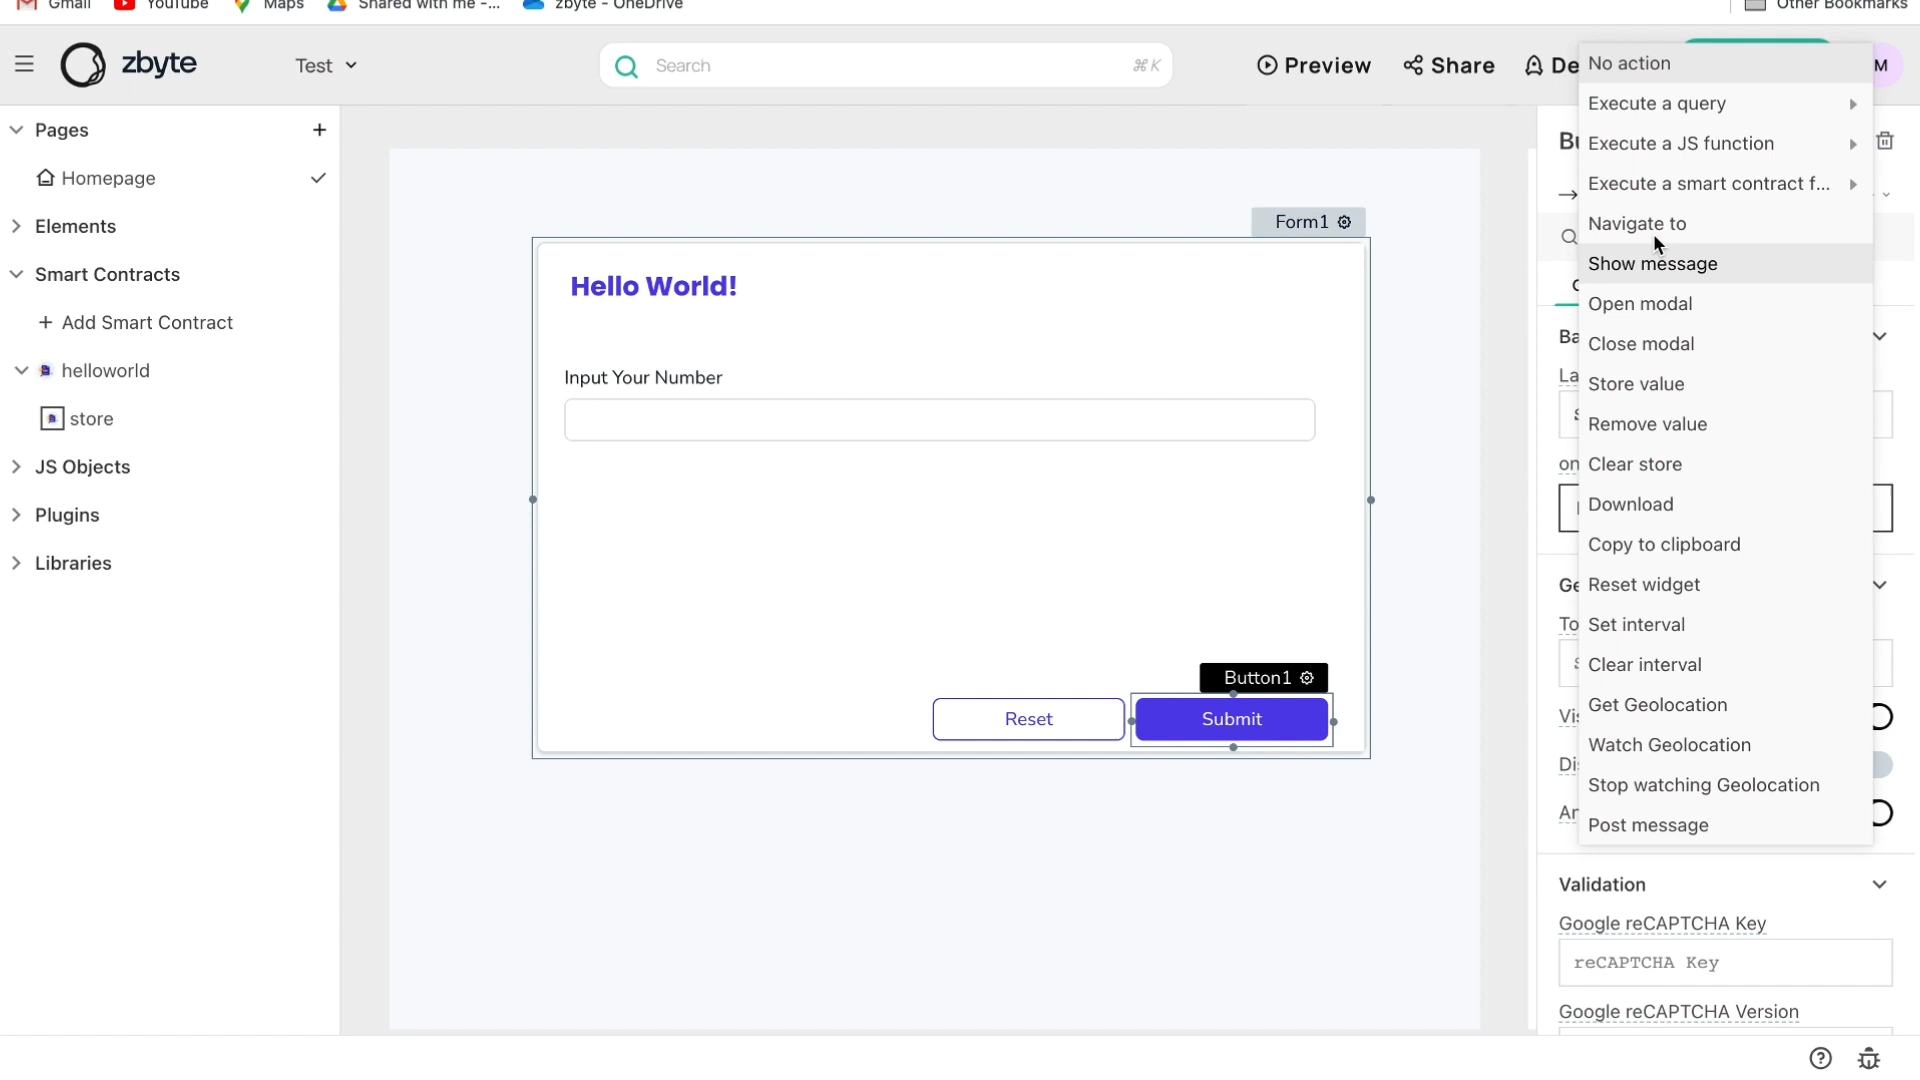 Gmail
YouTube
Maps
Shared with me -...
zbyte - OneDrive
Other Bookmarks
zbyte
Test
Search
⌘K
Preview
Share
De
M
Pages
+
Homepage
Elements
Smart Contracts
+ Add Smart Contract
helloworld
store
JS Objects
Plugins
Libraries
Form1
Hello World!
Input Your Number
Button1
Reset
Submit
No action
Execute a query
Execute a JS function
Execute a smart contract f...
Navigate to
Show message
Open modal
Close modal
Store value
Remove value
Clear store
Download
Copy to clipboard
Reset widget
Set interval
Clear interval
Get Geolocation
Watch Geolocation
Stop watching Geolocation
Post message
Ba
La
on
Ge
To
Vis
Dis
An
Validation
Google reCAPTCHA Key
reCAPTCHA Key
Google reCAPTCHA Version